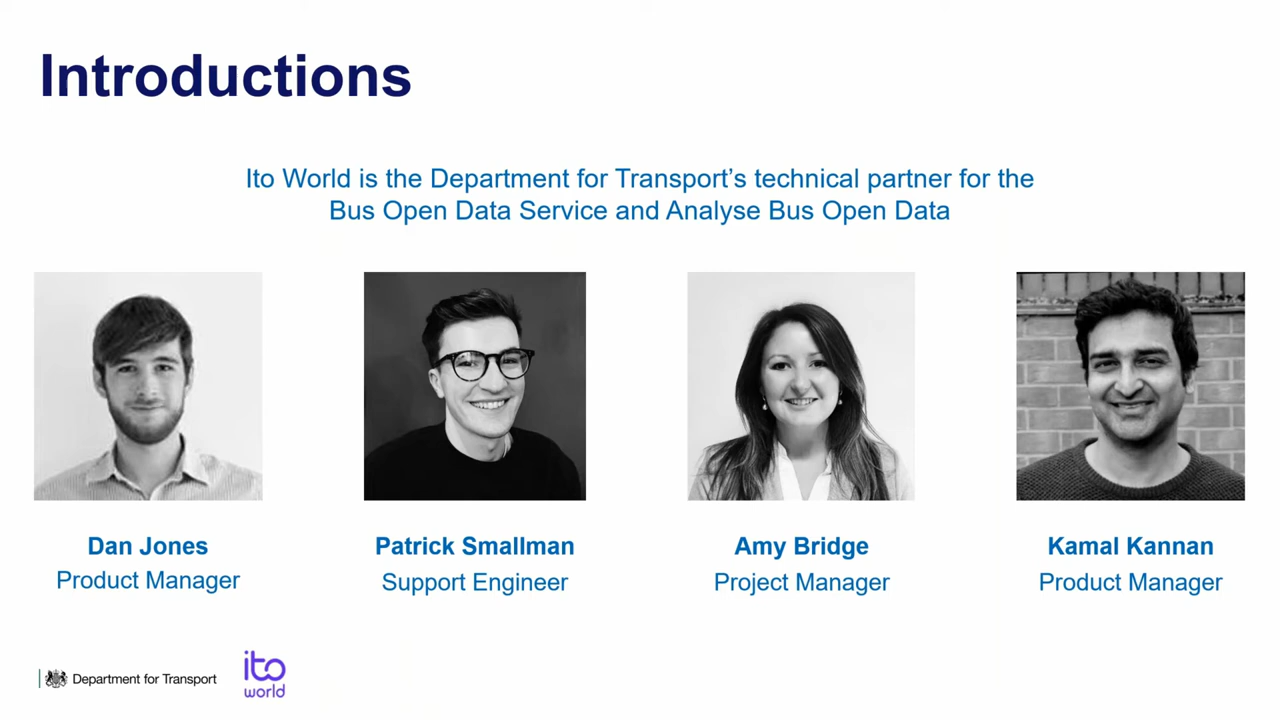 Introductions
Ito World is the Department for Transport’s technical partner for the
Bus Open Data Service and Analyse Bus Open Data
Dan Jones
Product Manager
Patrick Smallman
Support Engineer
Amy Bridge
Project Manager
Kamal Kannan
Product Manager
Department for Transport
ito
world